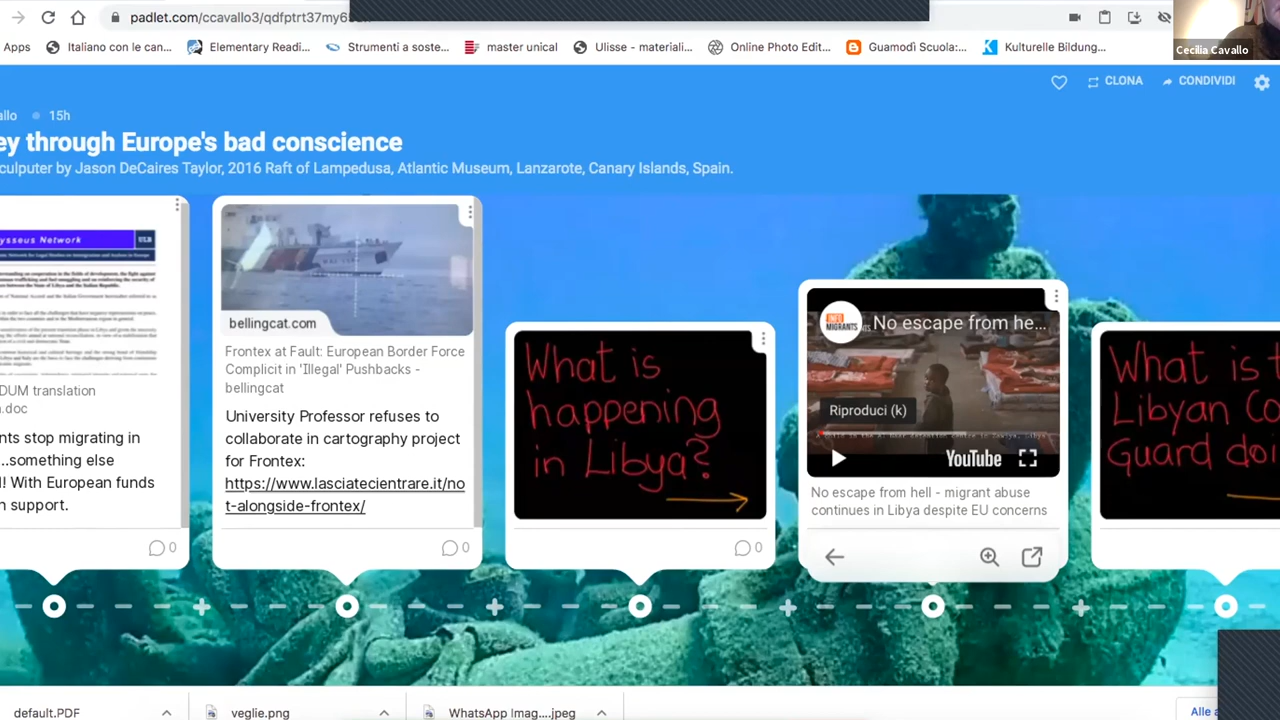 padlet.com/ccavallo3/qdfptrt37my6
Cecilia Cavallo
Apps
Italiano con le can...
Elementary Readi...
Strumenti a soste...
master unical
Ulisse - materiali...
Online Photo Edit...
Guamodì Scuola:...
Kulturelle Bildung...
CLONA
CONDIVIDI
allo
15h
ey through Europe's bad conscience
culputer by Jason DeCaires Taylor, 2016 Raft of Lampedusa, Atlantic Museum, Lanzarote, Canary Islands, Spain.
ysseus Network
ULB
DUM translation
.doc
nts stop migrating in
...something else
! With European funds
n support.
0
bellingcat.com
Frontex at Fault: European Border Force
Complicit in 'Illegal' Pushbacks -
bellingcat
University Professor refuses to
collaborate in cartography project
for Frontex:
https://www.lasciatecientrare.it/no
t-alongside-frontex/
0
What is
happening
in Libya?
0
INFO
MIGRANTS
No escape from he...
Riproduci (k)
YouTube
No escape from hell - migrant abuse
continues in Libya despite EU concerns
What is t
Libyan Co
Guard doi
default.PDF
veglie.png
WhatsApp Imag....jpeg
Alle